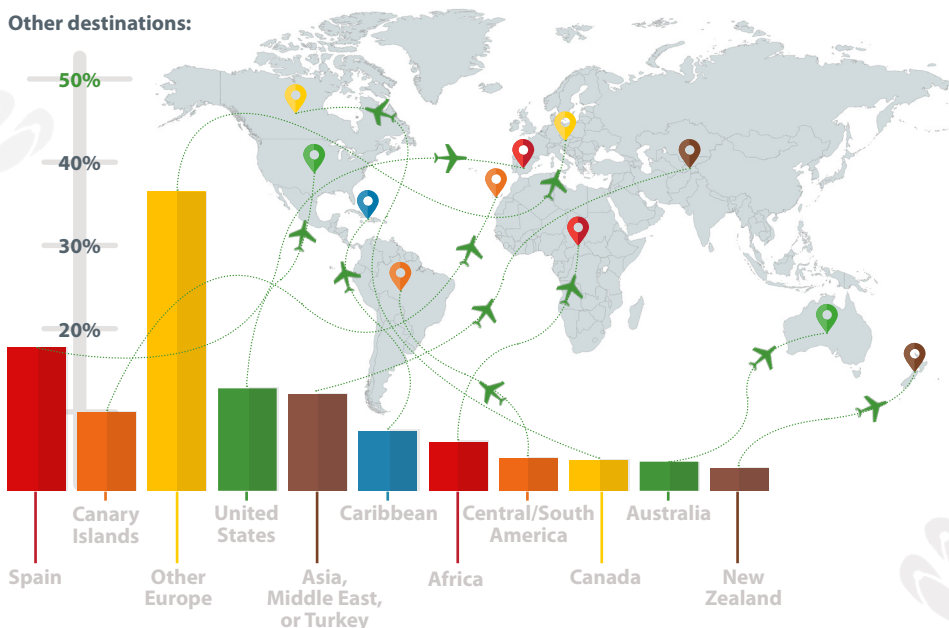 Other destinations:
50%
40%
30%
20%
Canary
Islands
United
States
Caribbean
Central/South
America
Australia
Spain
Other
Europe
Asia,
Middle East,
or Turkey
Africa
Canada
New
Zealand